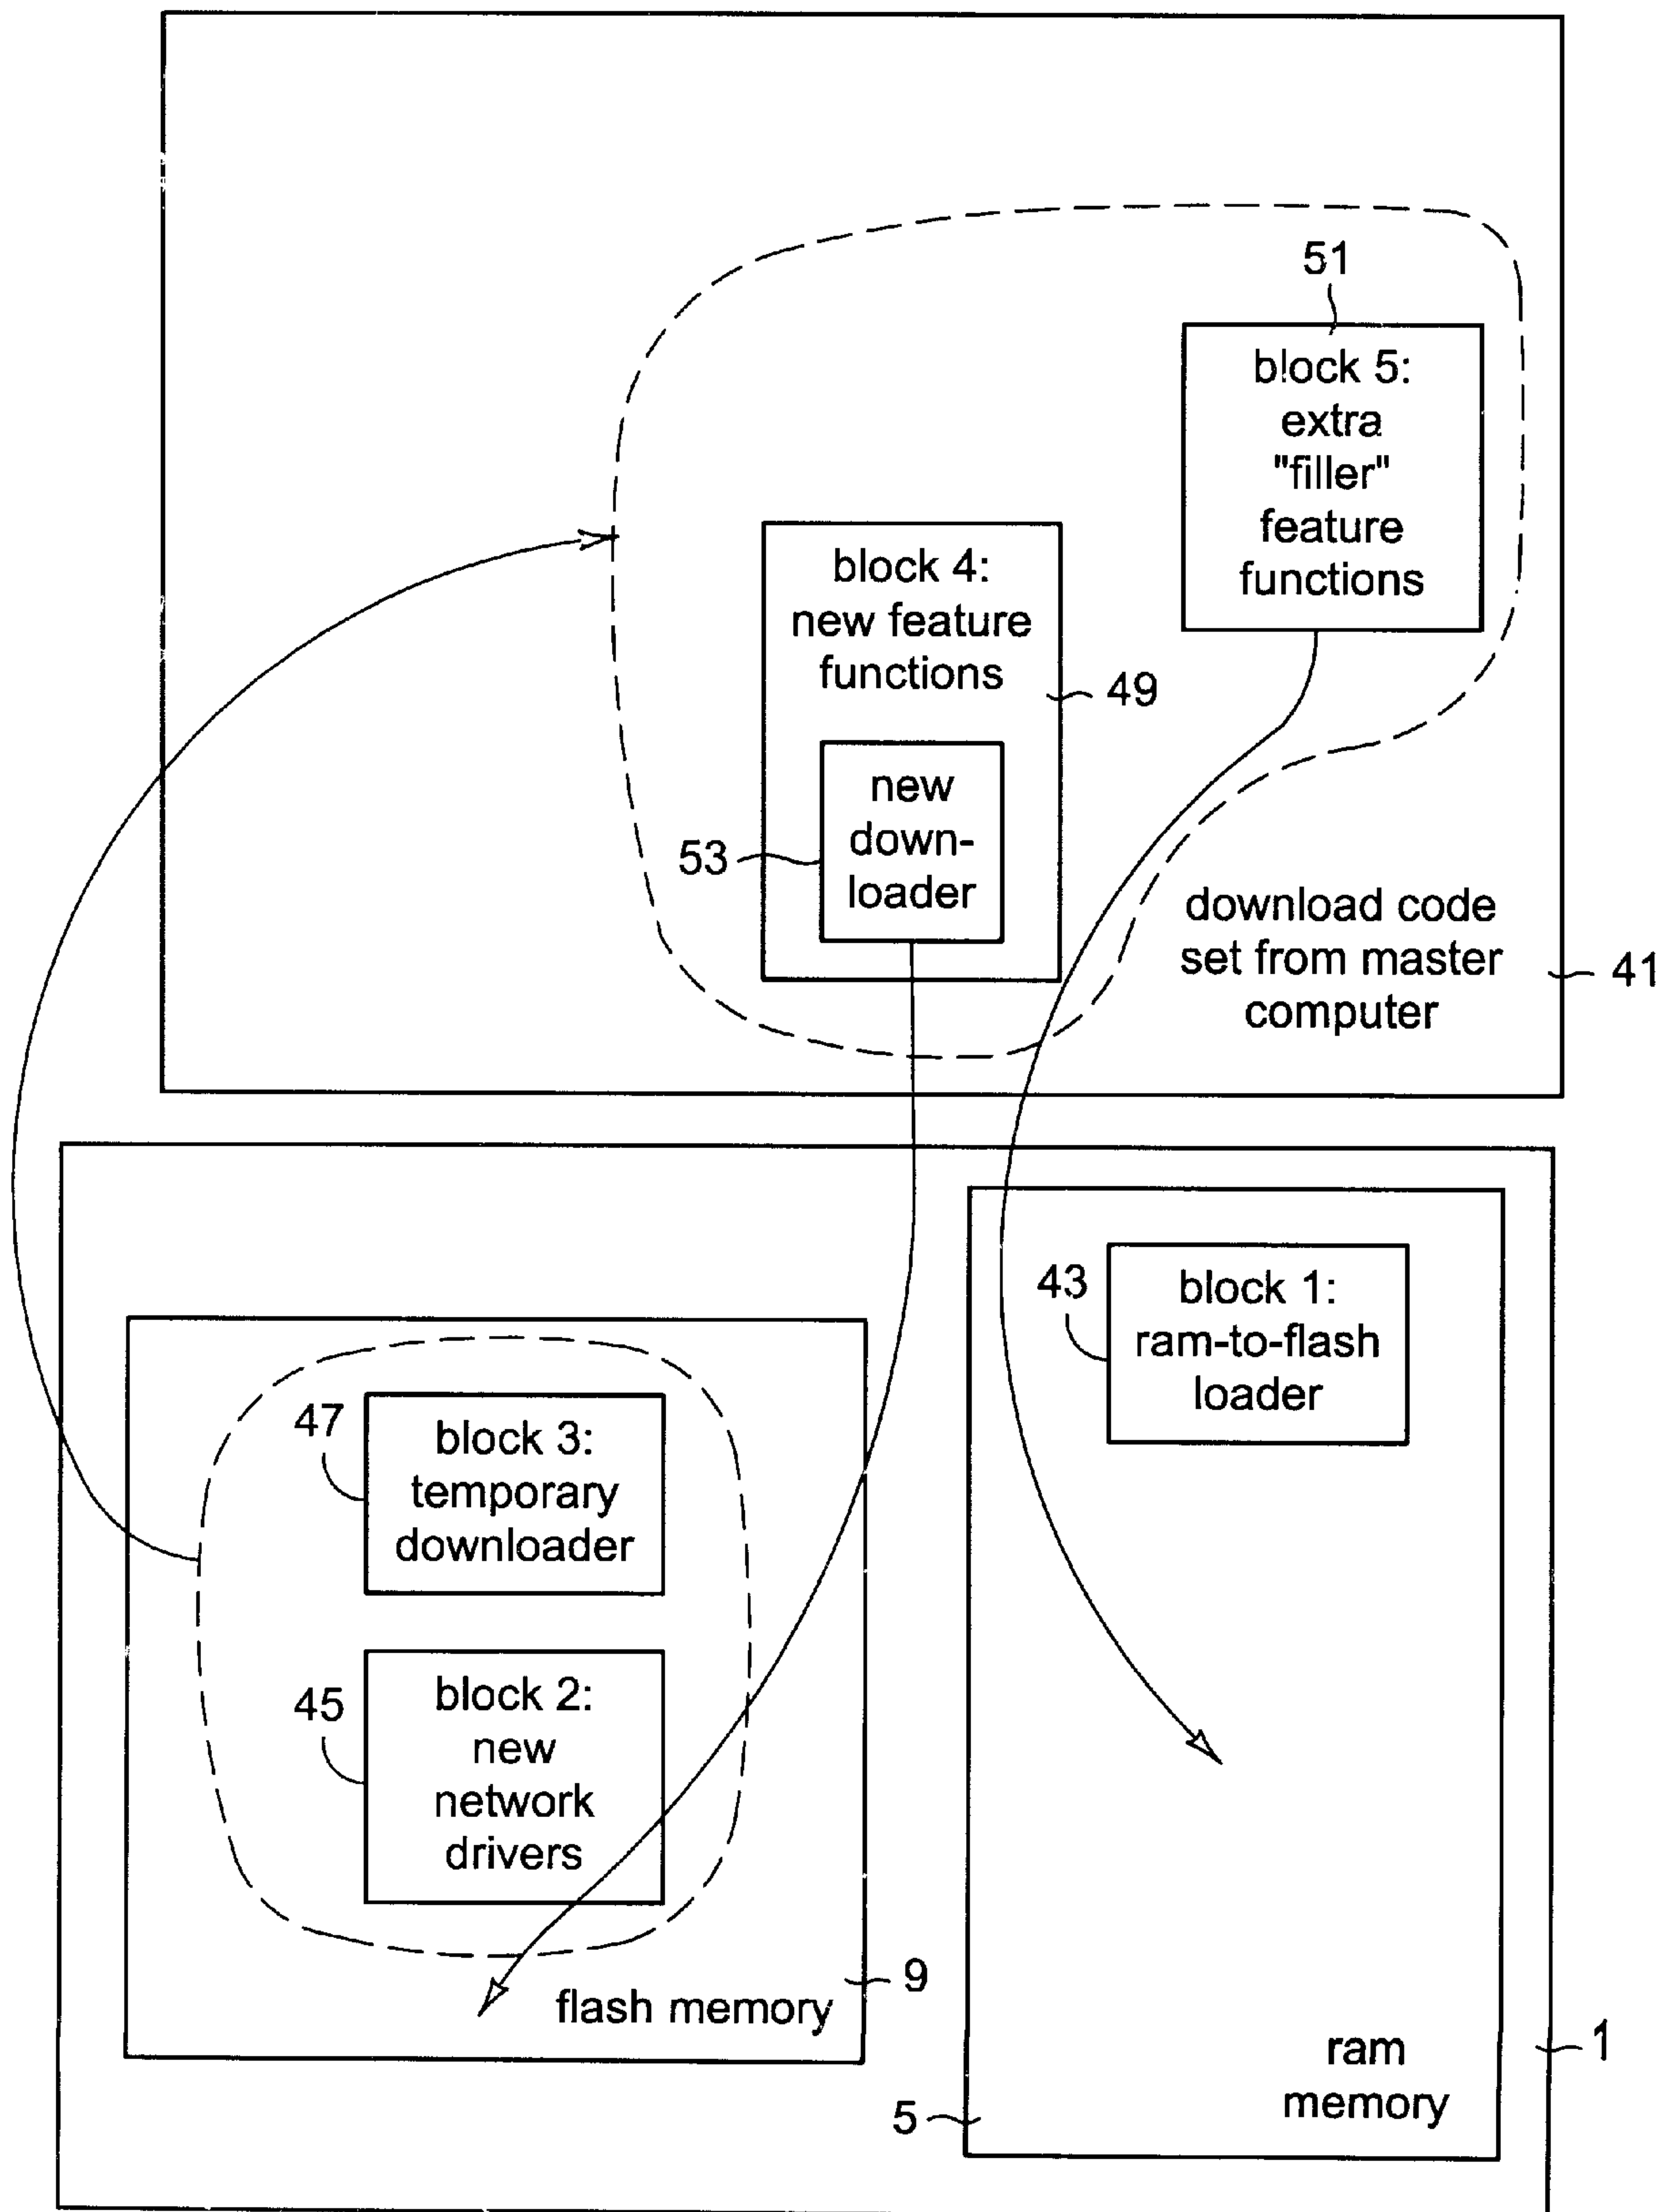 51
block 5:
extra
"filler"
feature
functions
block 4:
new feature
functions
49
new
down-
loader
53
download code
set from master
computer
41
43
block 1:
ram-to-flash
loader
47
block 3:
temporary
downloader
45
block 2:
new
network
drivers
9
flash memory
1
ram
memory
5